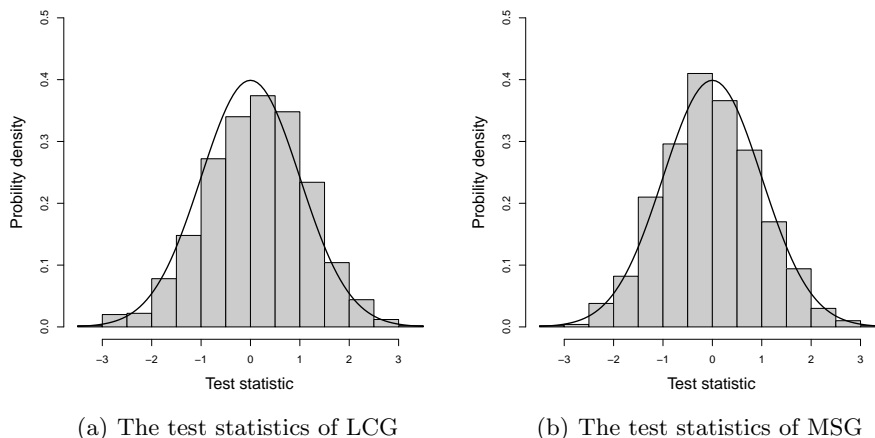 0.5
0.4
0.3
0.2
0.1
0.0
Probility density
−3 −2 −1 0 1 2 3
Test statistic
(a) The test statistics of LCG
0.5
0.4
0.3
0.2
0.1
0.0
Probility density
−3 −2 −1 0 1 2 3
Test statistic
(b) The test statistics of MSG